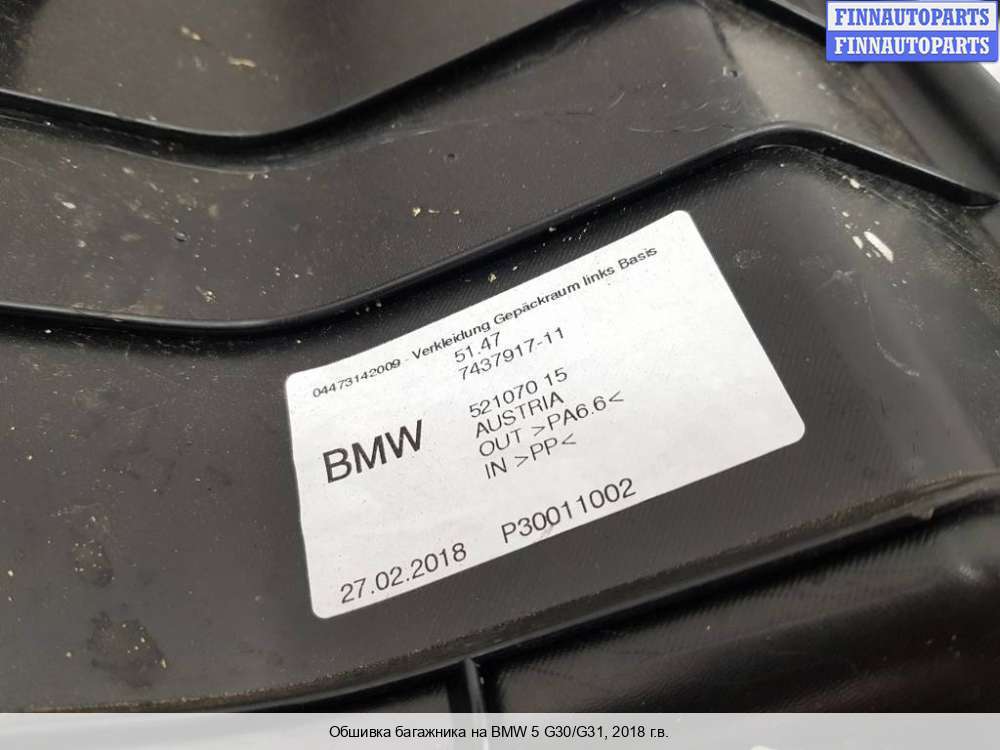 FINNAUTOPARTS
FINNAUTOPARTS
04473142009 - Verkleidung Gepäckraum links Basis
51.47
7437917-11
BMW
521070 15
AUSTRIA
OUT >PA6.6<
IN >PP<
27.02.2018 P30011002
Обшивка багажника на BMW 5 G30/G31, 2018 г.в.